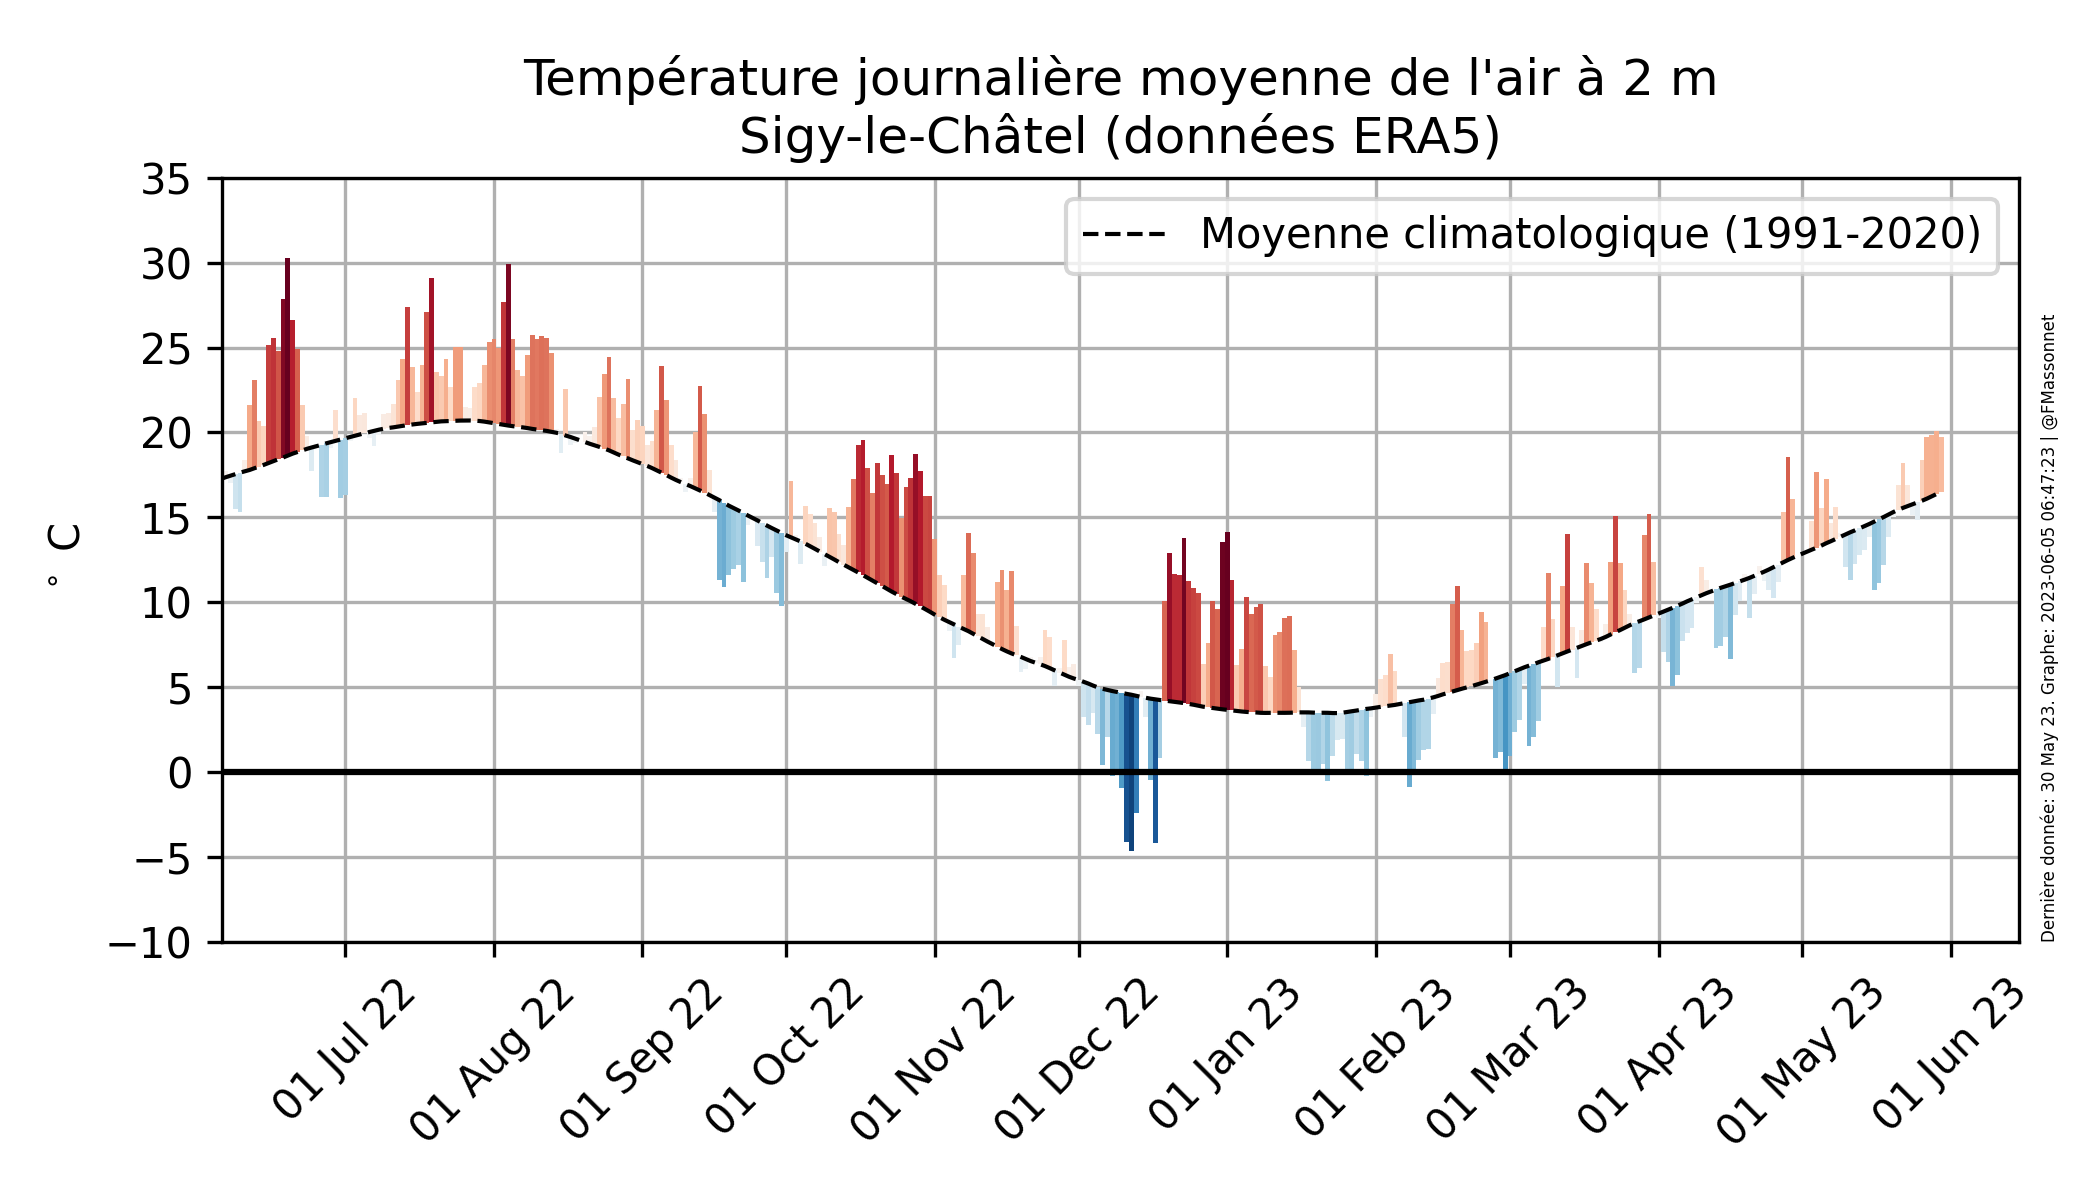 Température journalière moyenne de l'air à 2 m
Sigy-le-Châtel (données ERA5)
Moyenne climatologique (1991-2020)
35
30
25
20
15
10
5
0
−5
−10
° C
01 Jul 22
01 Aug 22
01 Sep 22
01 Oct 22
01 Nov 22
01 Dec 22
01 Jan 23
01 Feb 23
01 Mar 23
01 Apr 23
01 May 23
01 Jun 23
Dernière donnée: 30 May 23. Graphe: 2023-06-05 06:47:23 | @FMassonnet